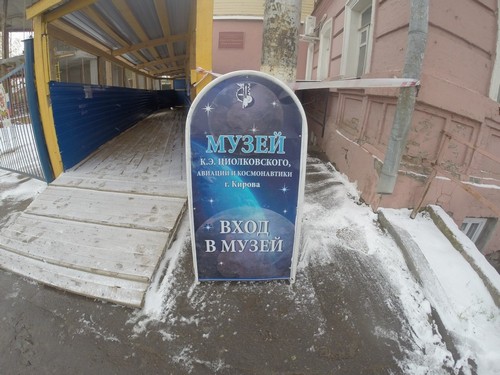 МУЗЕЙ
К.Э. ЦИОЛКОВСКОГО,
АВИАЦИИ И КОСМОНАВТИКИ
г. Кирова
ВХОД
В МУЗЕЙ